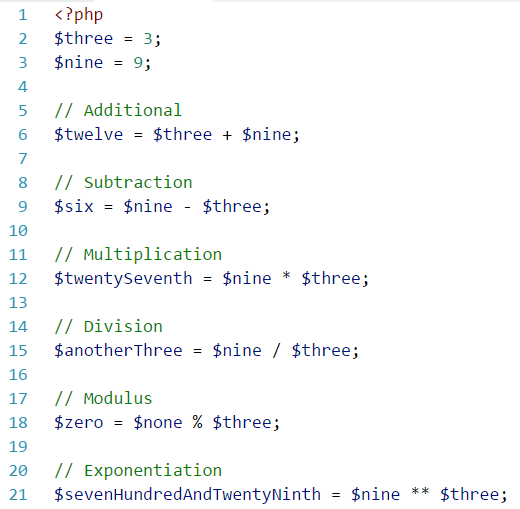 1 <?php
2 $three = 3;
3 $nine = 9;
4
5 // Additional
6 $twelve = $three + $nine;
7
8 // Subtraction
9 $six = $nine - $three;
10
11 // Multiplication
12 $twentySeventh = $nine * $three;
13
14 // Division
15 $anotherThree = $nine / $three;
16
17 // Modulus
18 $zero = $none % $three;
19
20 // Exponentiation
21 $sevenHundredAndTwentyNinth = $nine ** $three;